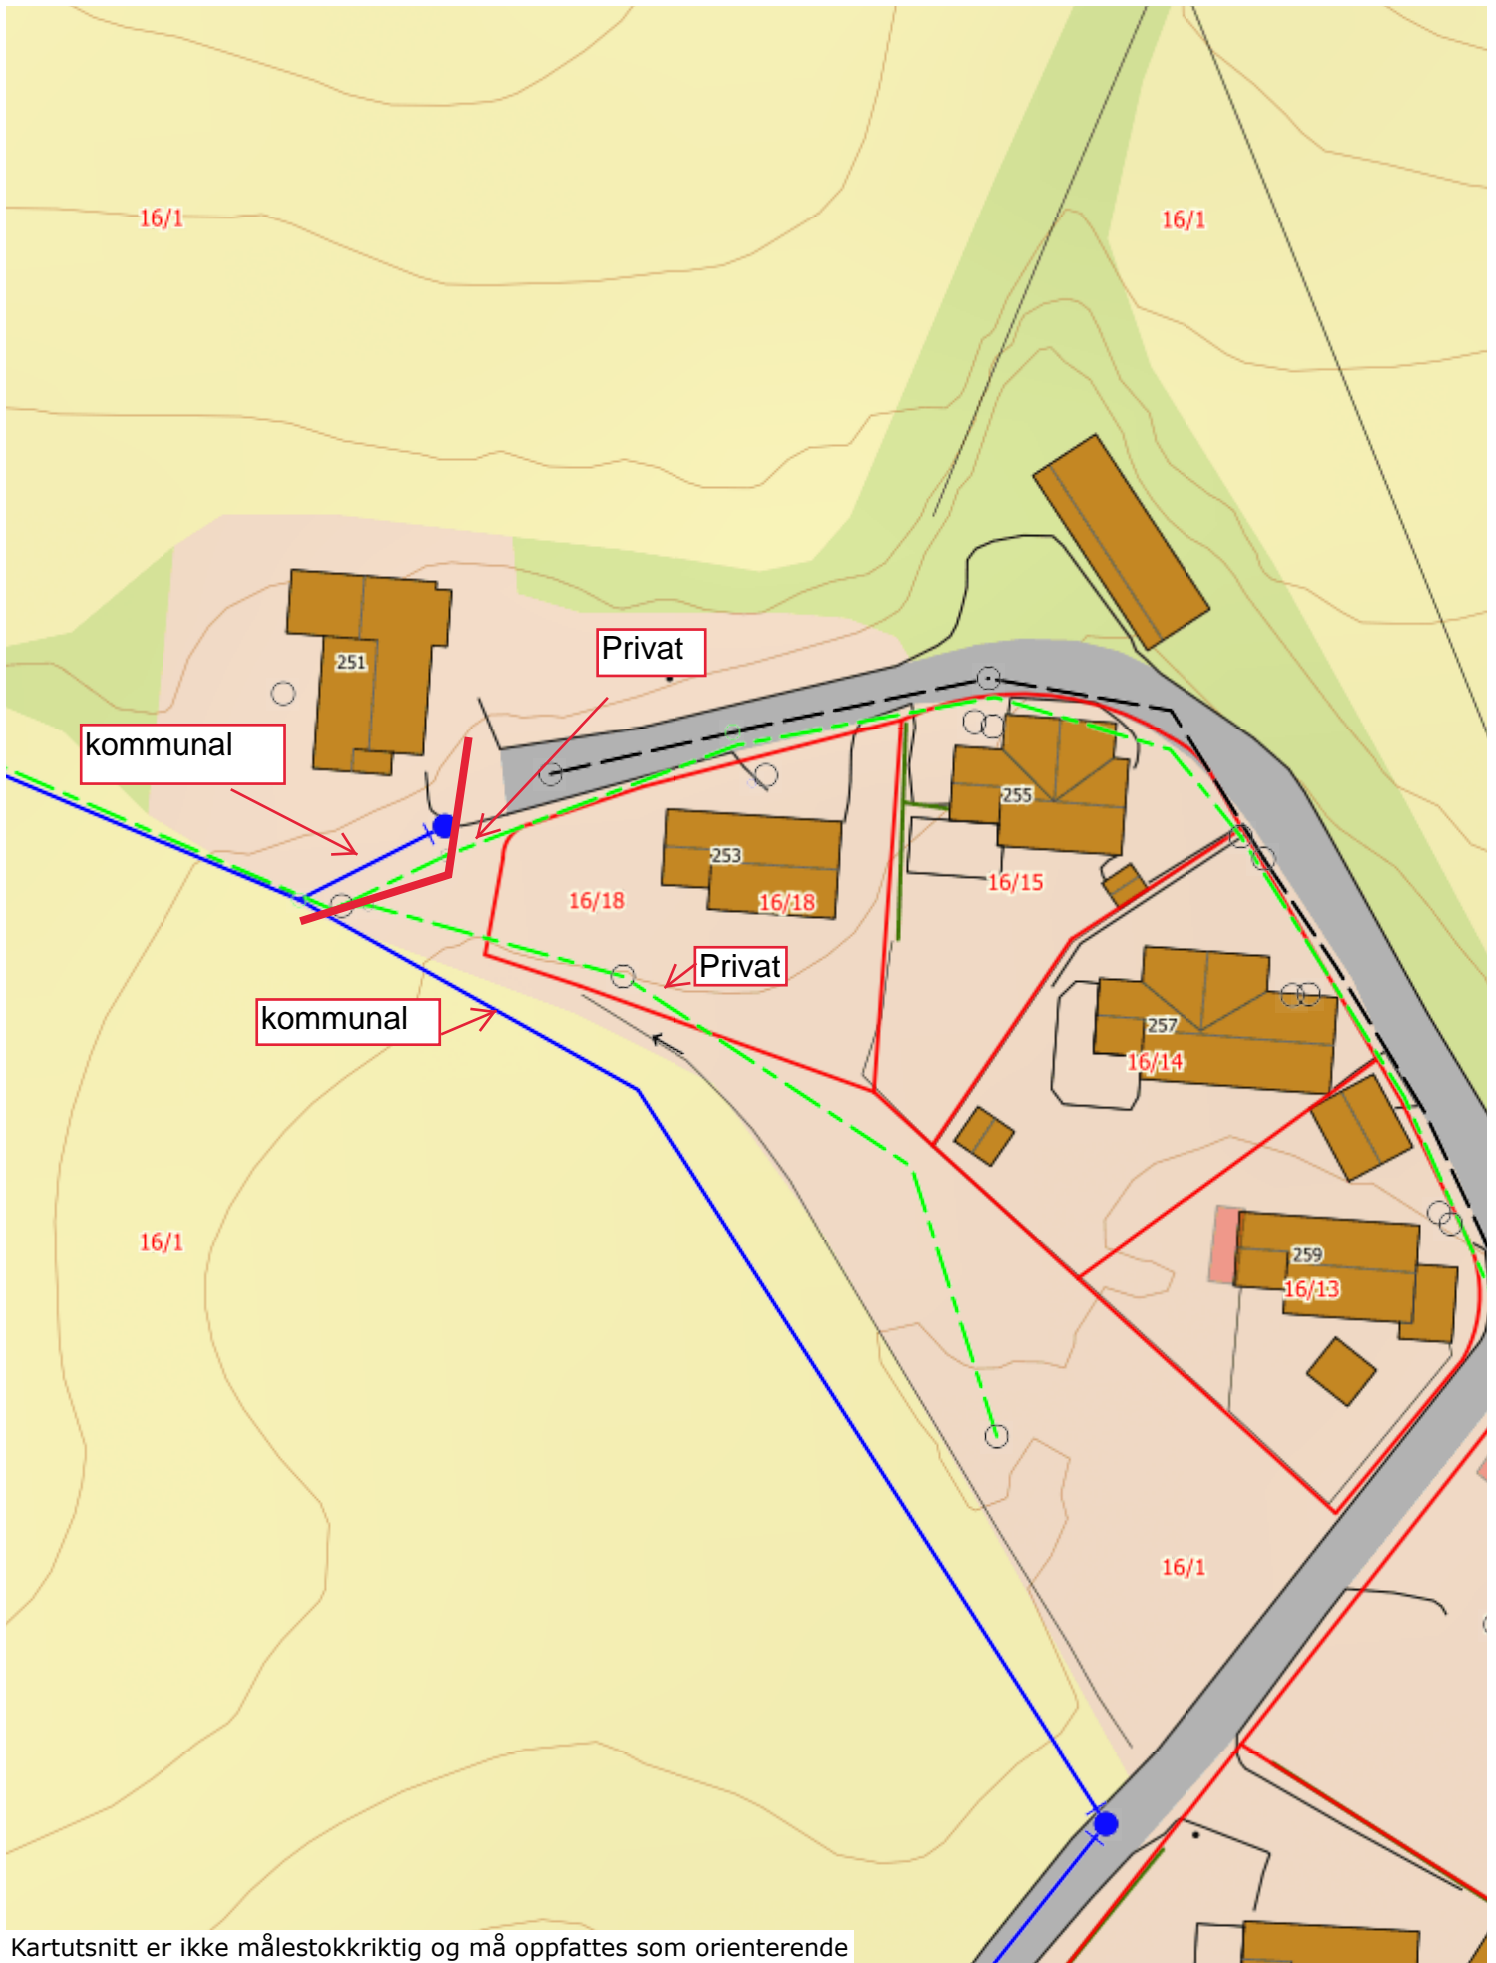 16/1
16/1
Privat
251
kommunal
255
253
16/15
16/18
16/18
Privat
kommunal
257
16/14
16/1
259
16/13
16/1
Kartutsnitt er ikke målestokkriktig og må oppfattes som orienterende